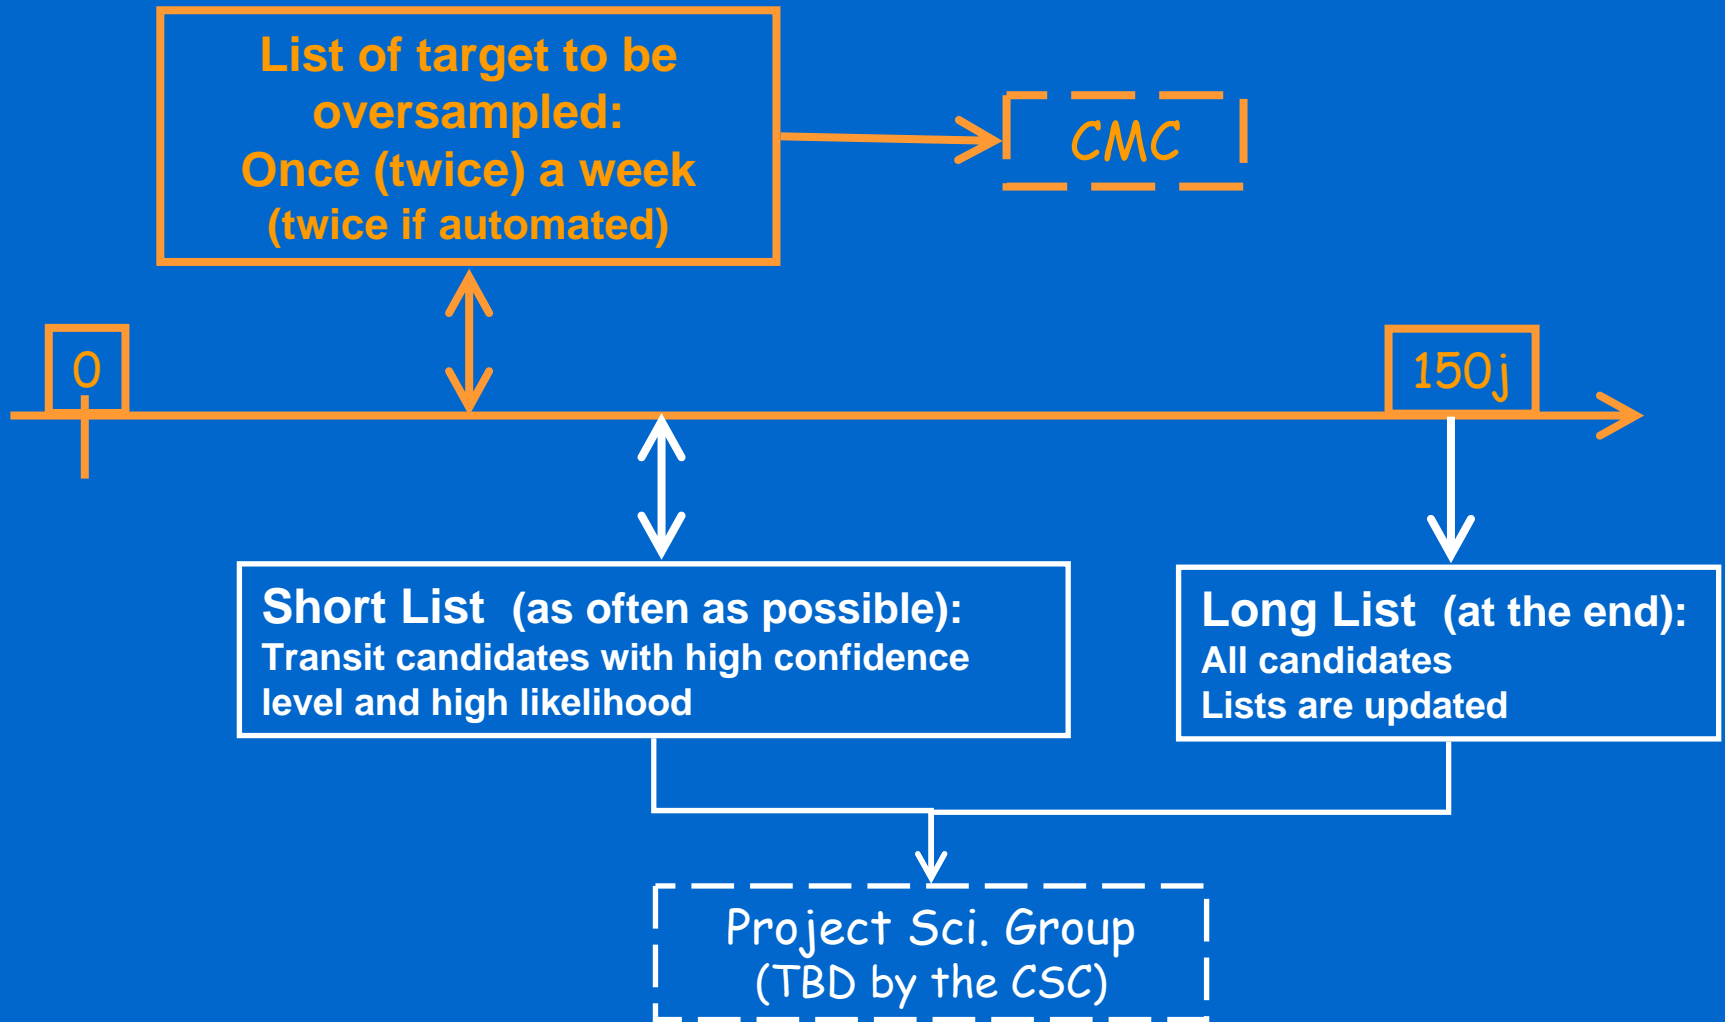 List of target to be
oversampled:
Once (twice) a week
(twice if automated)
CMC
0
150j
Short List (as often as possible):
Transit candidates with high confidence
level and high likelihood
Long List (at the end):
All candidates
Lists are updated
Project Sci. Group
(TBD by the CSC)